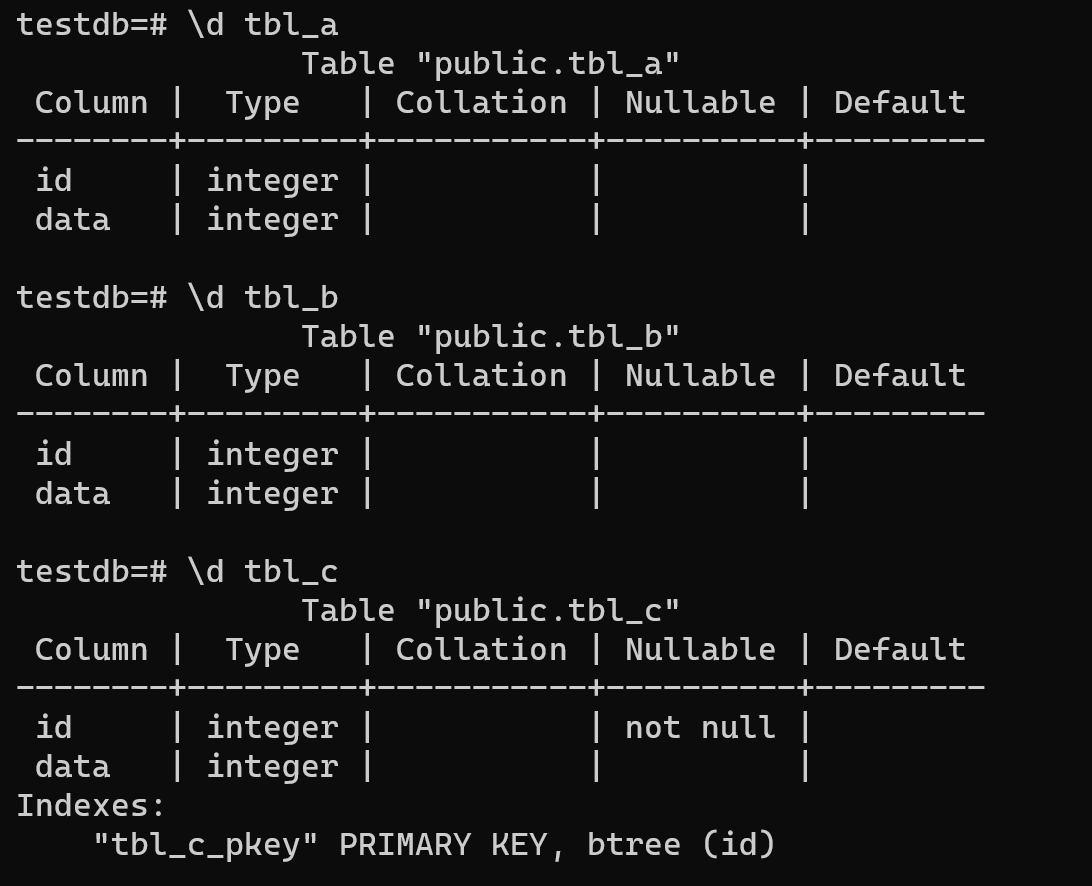 testdb=# \d tbl_a
               Table "public.tbl_a"
 Column |  Type   | Collation | Nullable | Default
--------+---------+-----------+----------+---------
 id     | integer |           |          |
 data   | integer |           |          |

testdb=# \d tbl_b
               Table "public.tbl_b"
 Column |  Type   | Collation | Nullable | Default
--------+---------+-----------+----------+---------
 id     | integer |           |          |
 data   | integer |           |          |

testdb=# \d tbl_c
               Table "public.tbl_c"
 Column |  Type   | Collation | Nullable | Default
--------+---------+-----------+----------+---------
 id     | integer |           | not null |
 data   | integer |           |          |
Indexes:
    "tbl_c_pkey" PRIMARY KEY, btree (id)